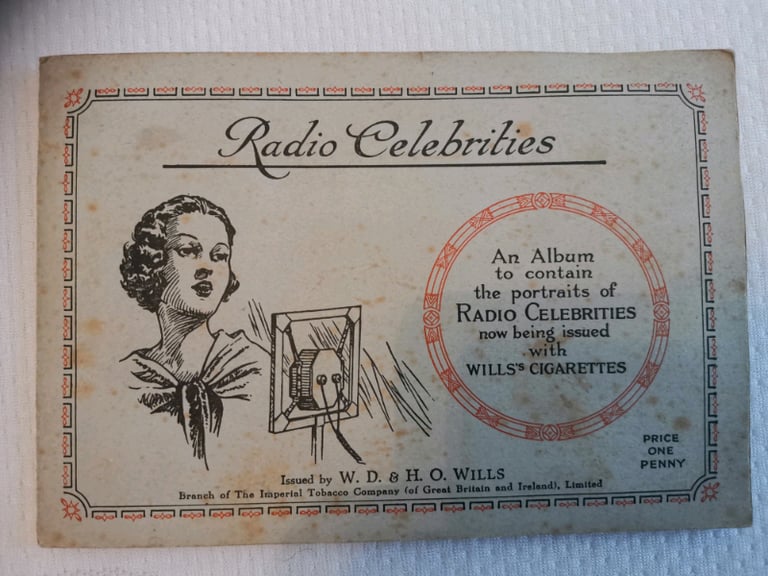 Radio Celebrities
An Album
to contain
the portraits of
RADIO CELEBRITIES
now being issued
with
WILLS'S CIGARETTES
PRICE
ONE
PENNY
Issued by W. D. & H. O. WILLS
Branch of The Imperial Tobacco Company (of Great Britain and Ireland), Limited